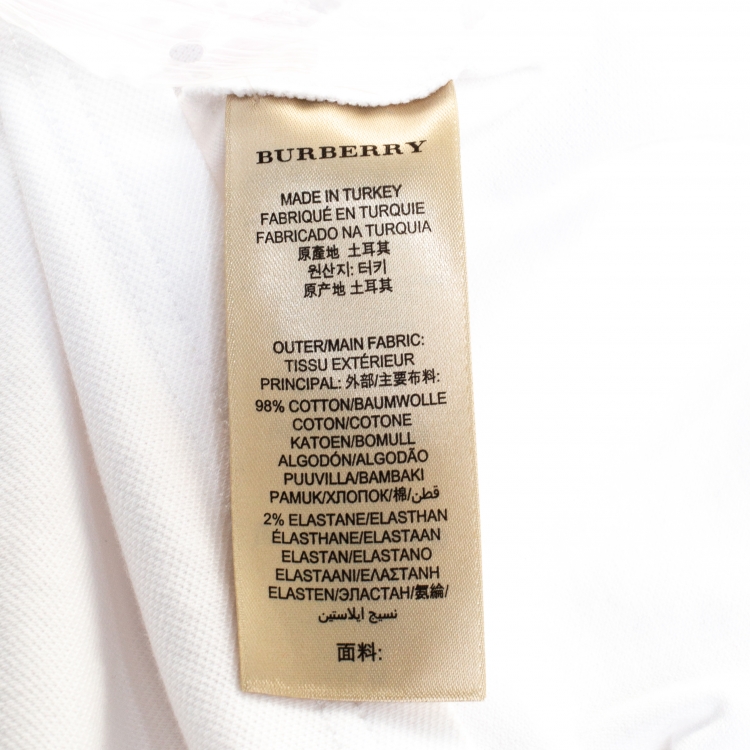 BURBERRY
MADE IN TURKEY
FABRIQUÉ EN TURQUIE
FABRICADO NA TURQUIA
原產地 土耳其
원산지: 터키
原产地 土耳其
OUTER/MAIN FABRIC:
TISSU EXTÉRIEUR
PRINCIPAL: 外部/主要布料:
98% COTTON/BAUMWOLLE
COTON/COTONE
KATOEN/BOMULL
ALGODÓN/ALGODÃO
PUUVILLA/BAMBAKI
PAMUK/ХЛОПОК/棉/قطن
2% ELASTANE/ELASTHAN
ÉLASTHANE/ELASTAAN
ELASTAN/ELASTANO
ELASTAANI/ΕΛΑΣΤΑΝΗ
ELASTEN/ЭЛАСТАН/氨綸/
نسيج ايلاستين
面料: